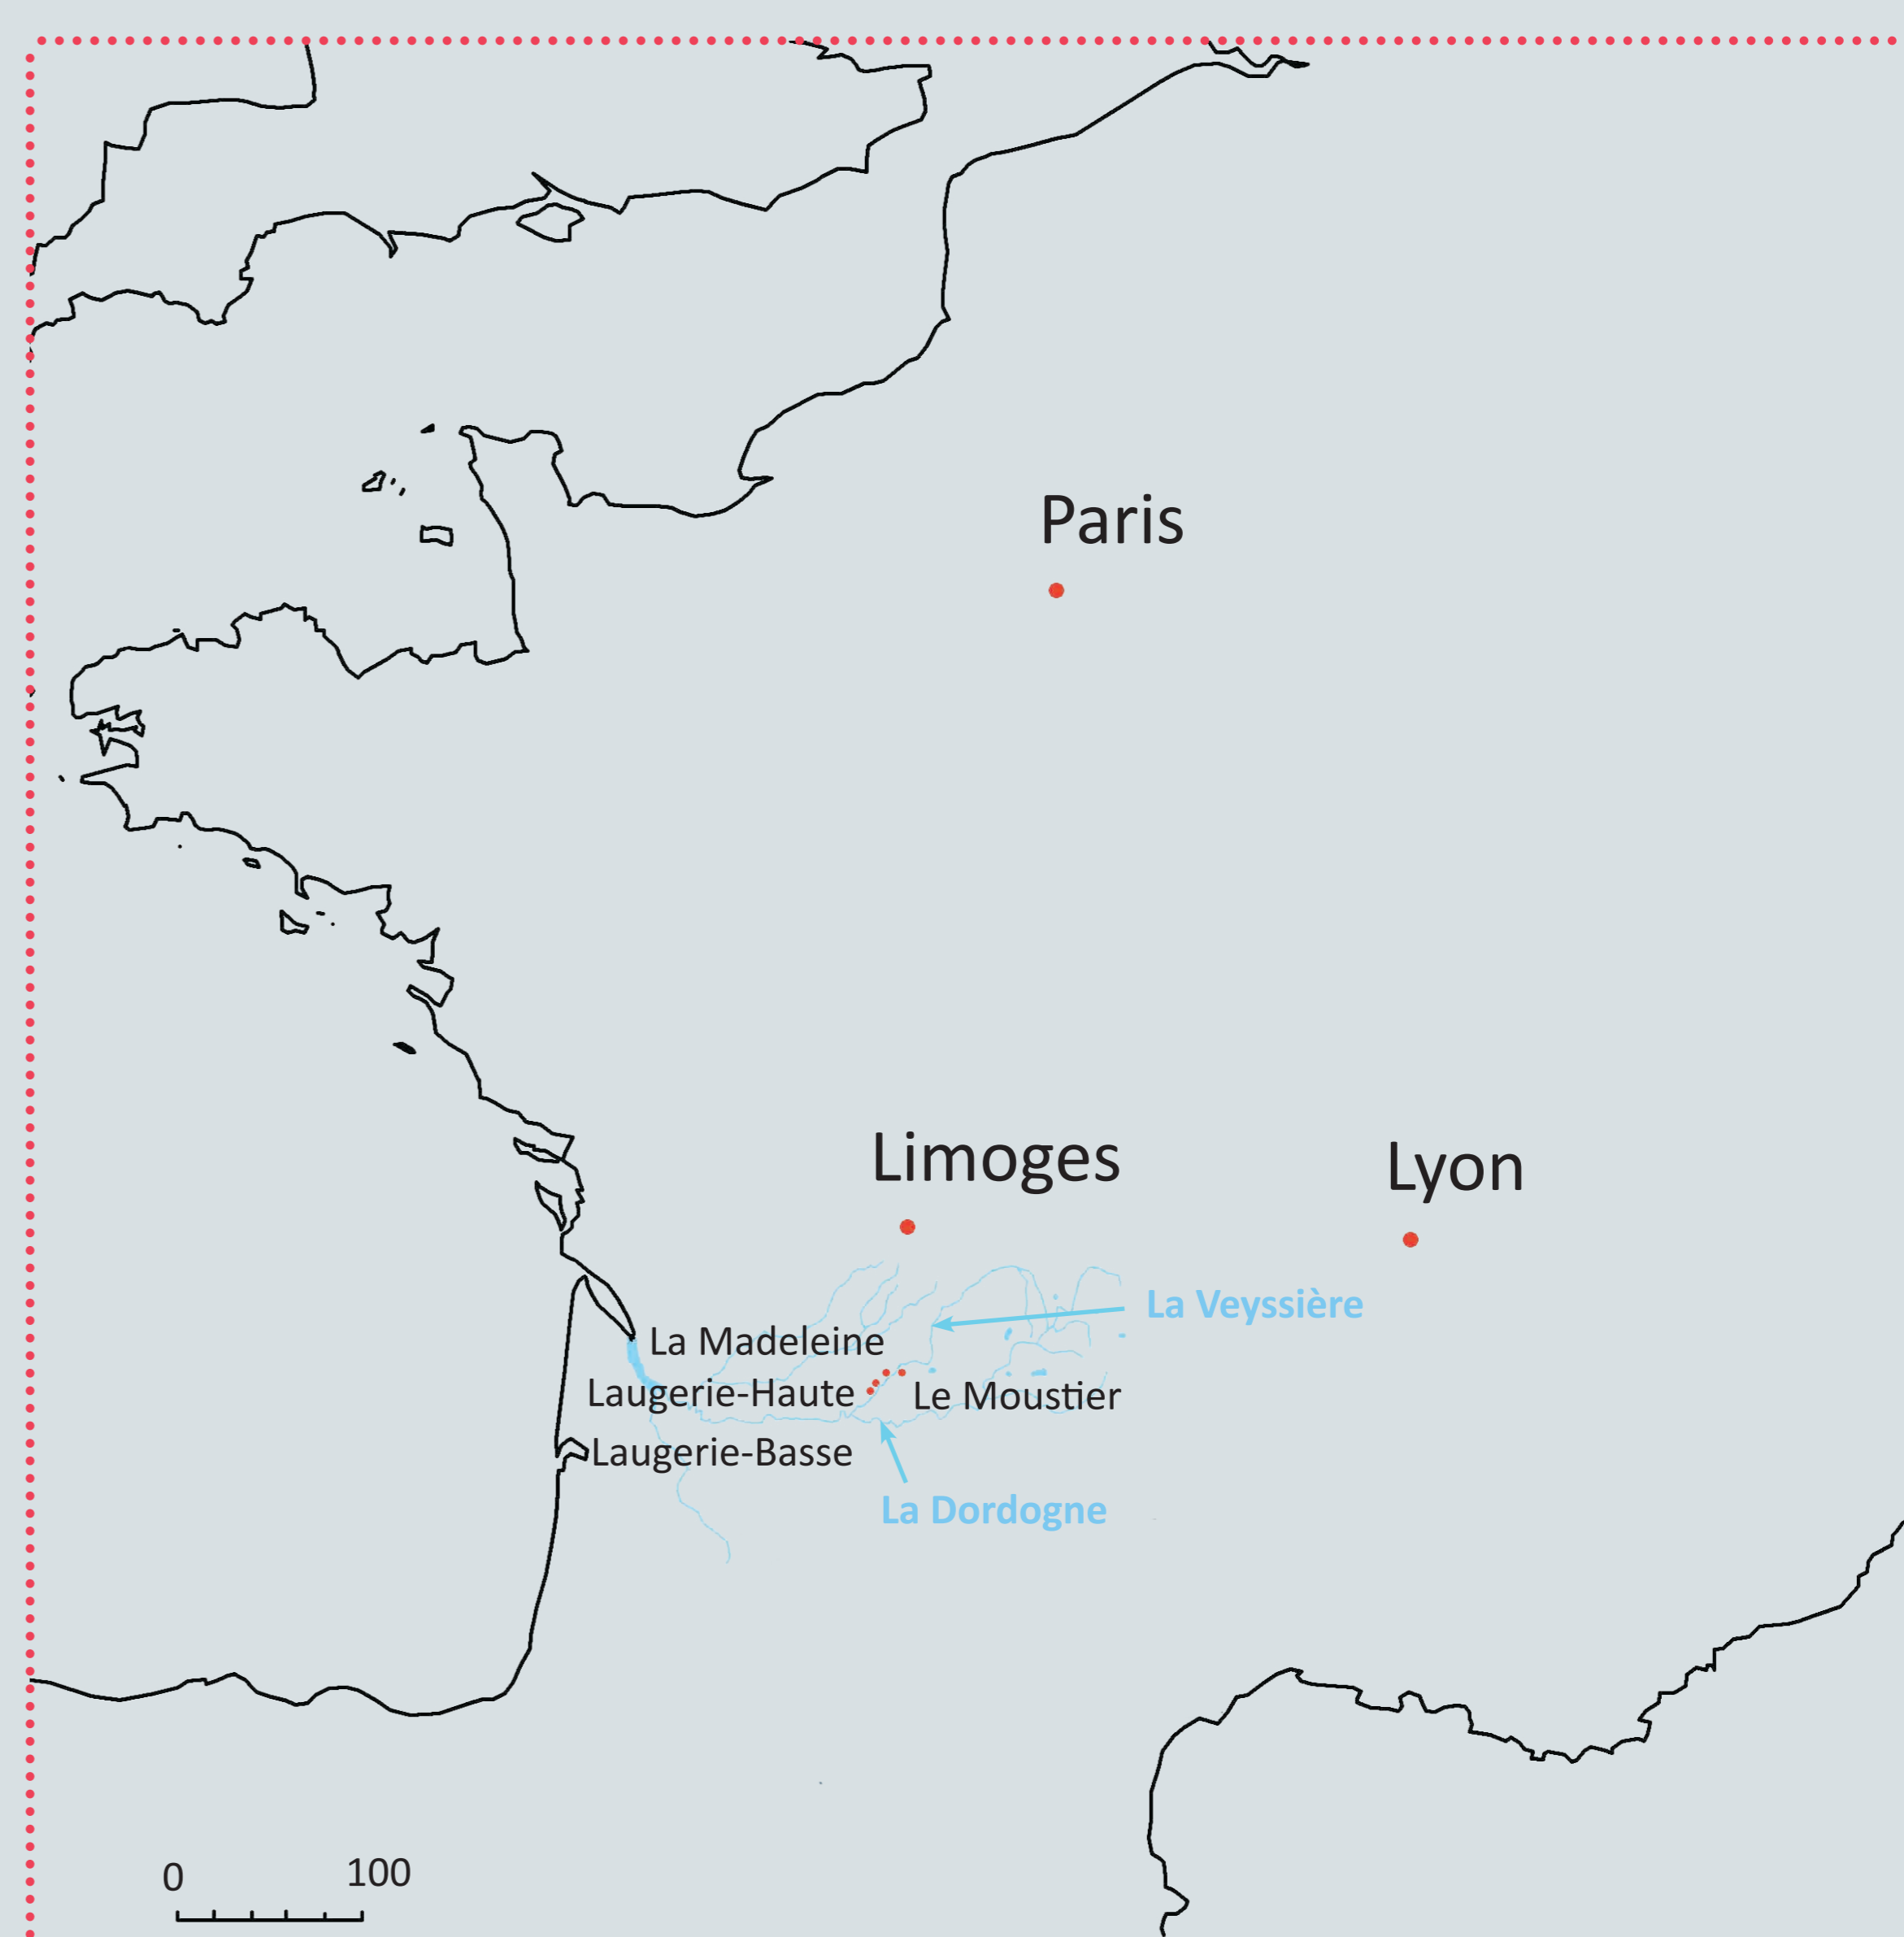 Paris
Limoges
Lyon
La Veyssière
La Madeleine
Laugerie-Haute
Le Moustier
Laugerie-Basse
La Dordogne
0 100